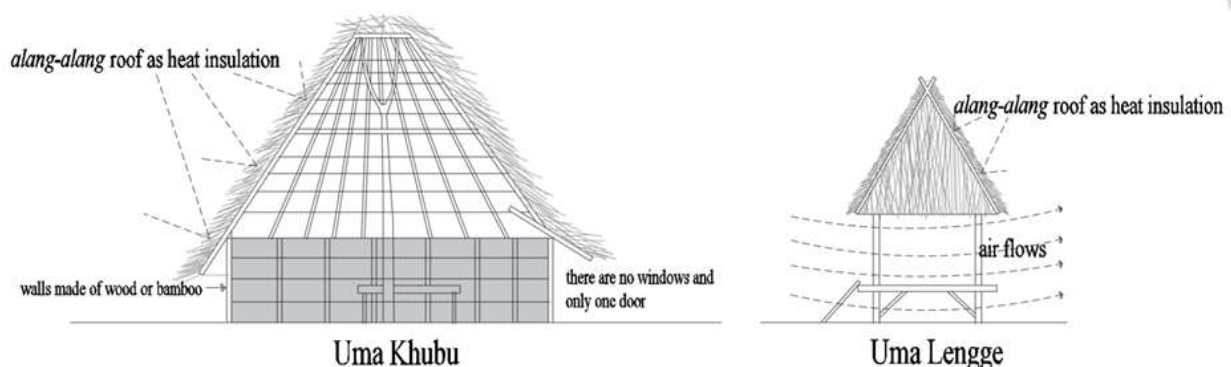 alang-alang roof as heat insulation
walls made of wood or bamboo
there are no windows and
only one door
Uma Khubu
alang-alang roof as heat insulation
air flows
Uma Lengge